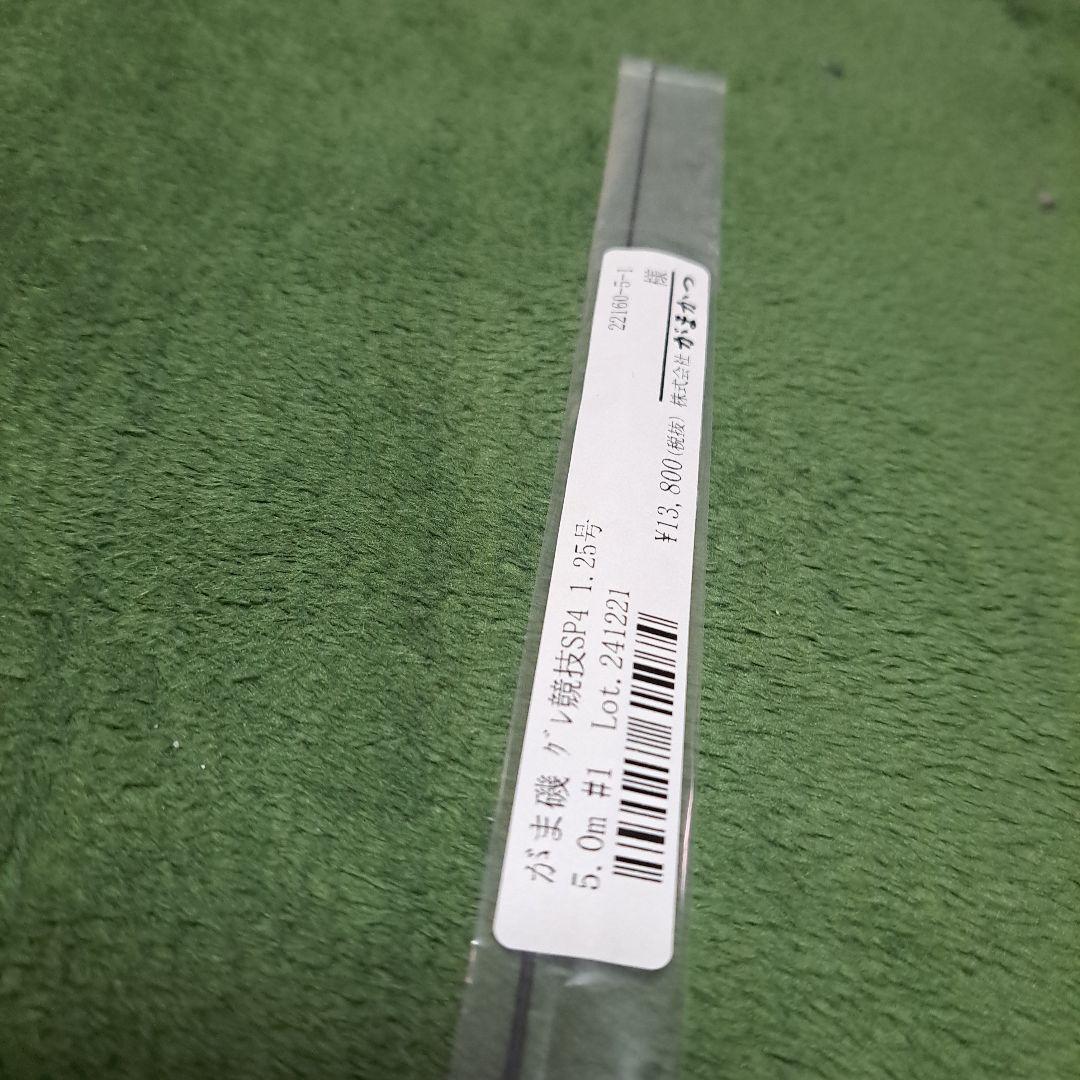 22160-5-1
がま磯 ｸﾞﾚ競技SP4 1.25号
様
5.0m #1 Lot.241221
¥13,800(税抜) 株式会社 がまかつ